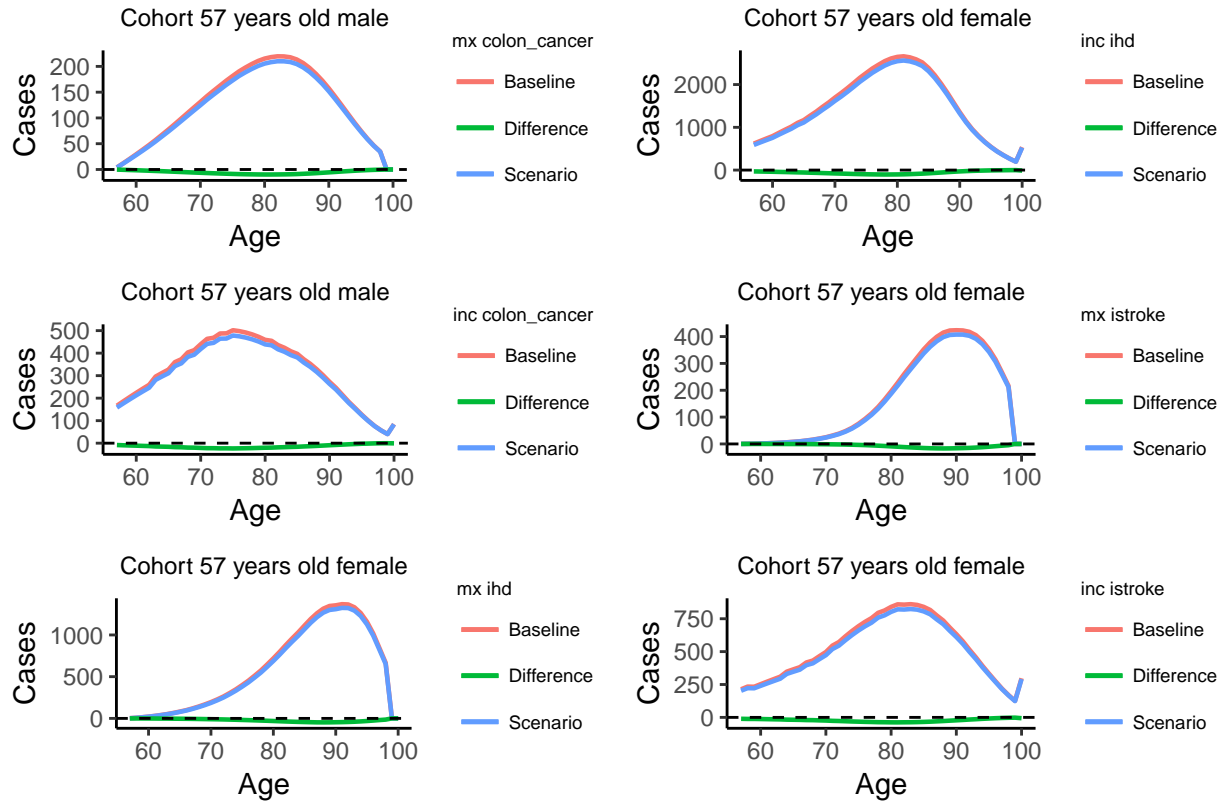 Cohort 57 years old male
mx colon_cancer
Cases
200
150
100
50
0
60 70 80 90 100
Age
Baseline
Difference
Scenario
Cohort 57 years old female
inc ihd
Cases
2000
1000
0
60 70 80 90 100
Age
Baseline
Difference
Scenario
Cohort 57 years old male
inc colon_cancer
Cases
500
400
300
200
100
0
60 70 80 90 100
Age
Baseline
Difference
Scenario
Cohort 57 years old female
mx istroke
Cases
400
300
200
100
0
60 70 80 90 100
Age
Baseline
Difference
Scenario
Cohort 57 years old female
mx ihd
Cases
1000
500
0
60 70 80 90 100
Age
Baseline
Difference
Scenario
Cohort 57 years old female
inc istroke
Cases
750
500
250
0
60 70 80 90 100
Age
Baseline
Difference
Scenario